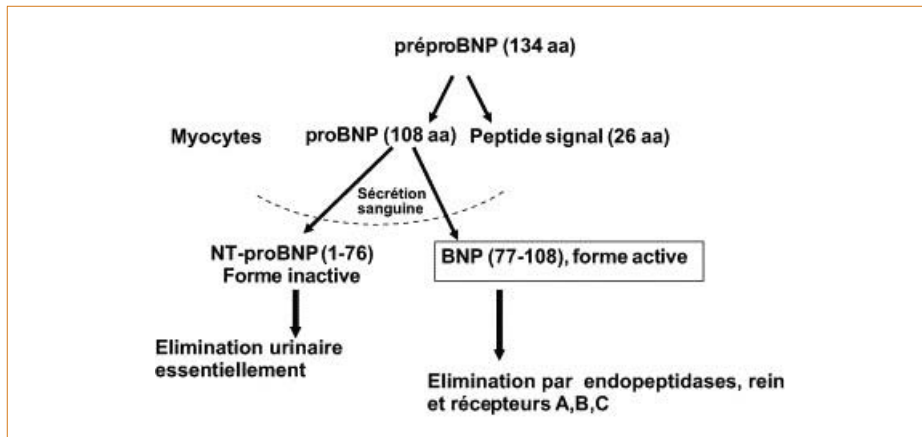 préproBNP (134 aa)
Myocytes
proBNP (108 aa)
Peptide signal (26 aa)
Sécrétion
sanguine
NT-proBNP (1-76)
Forme inactive
BNP (77-108), forme active
Elimination urinaire
essentiellement
Elimination par endopeptidases, rein
et récepteurs A,B,C